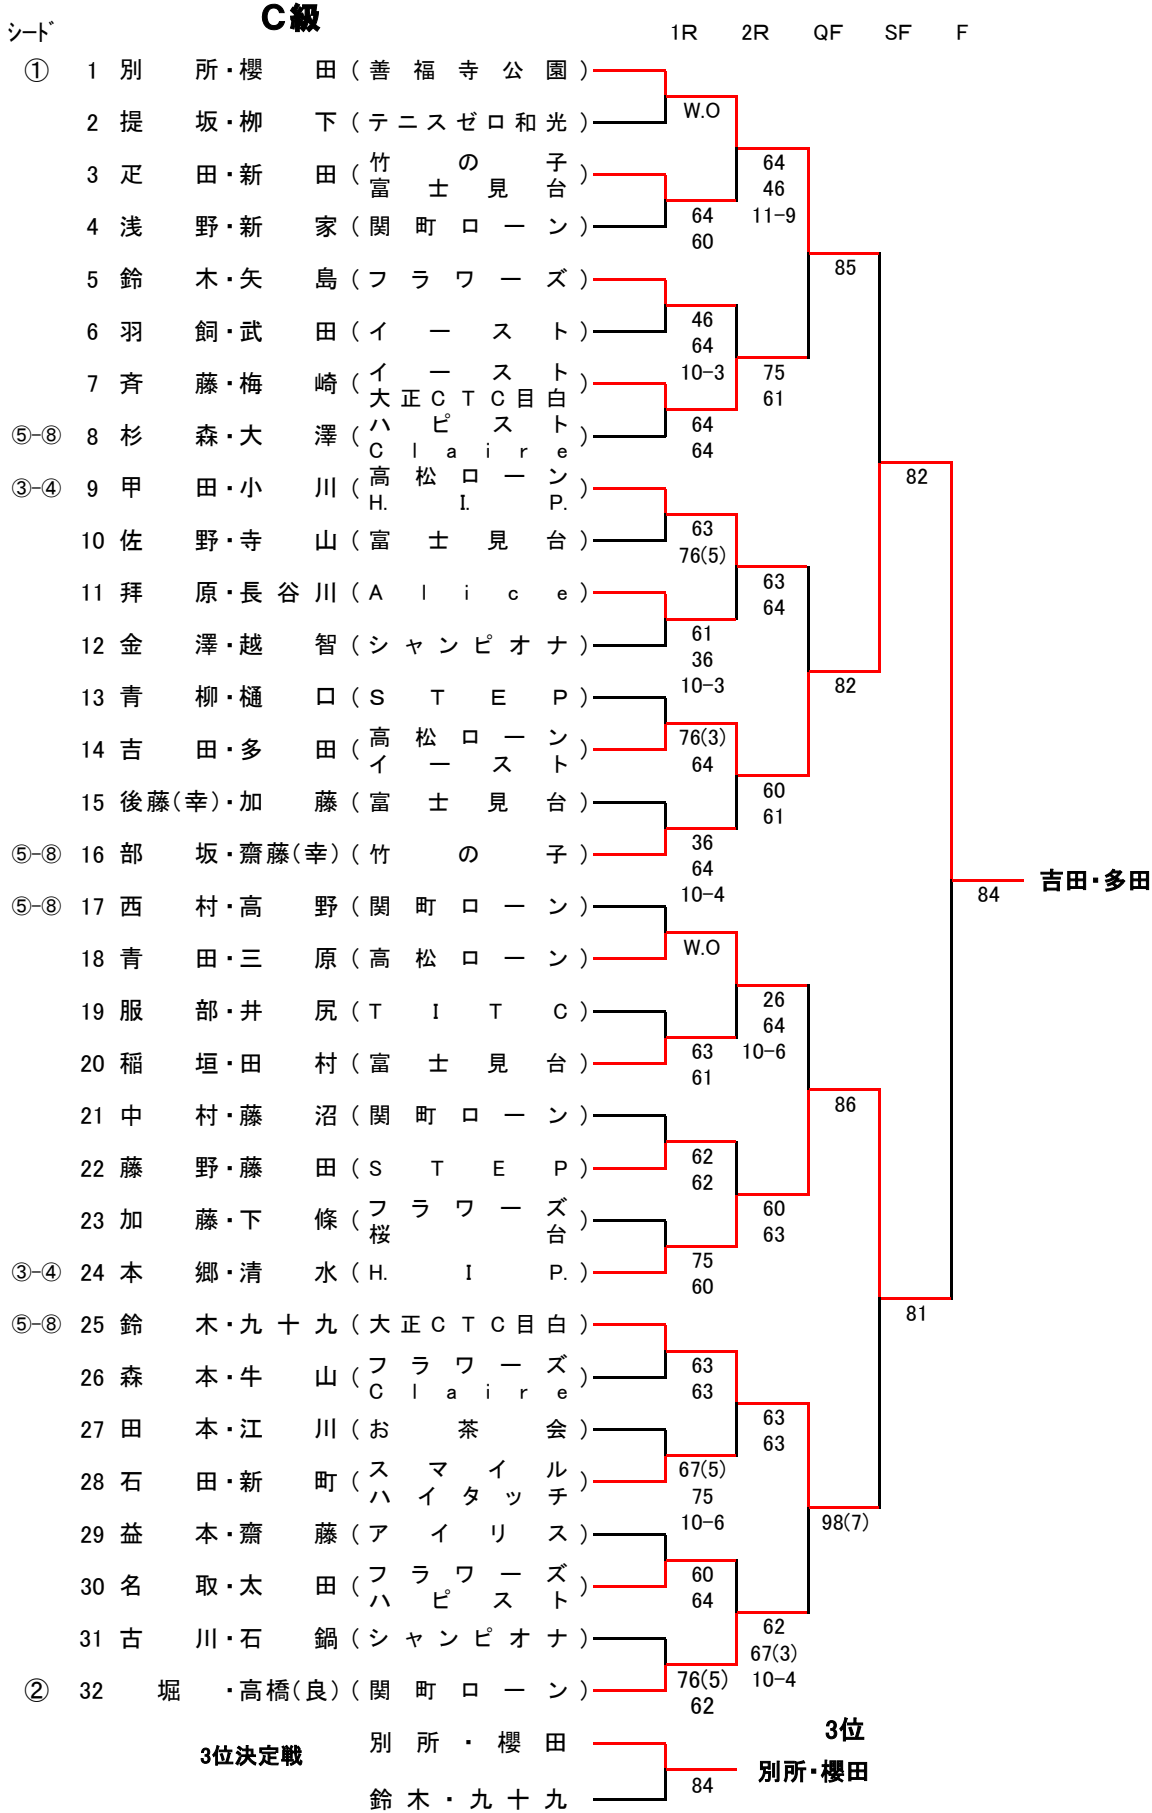 C級
シード 1R 2R QF SF F
① 1 別所・櫻田 (善福寺公園)
W.O
2 提坂・栁下 (テニスゼロ和光)
64
46
11-9
3 疋田・新田 (竹の子
富士見台)
64
60
4 浅野・新家 (関町ローン)
85
5 鈴木・矢島 (フラワーズ)
46
64
10-3
6 羽飼・武田 (イースト)
75
61
7 斉藤・梅崎 (イースト
大正CTC目白)
64
64
⑤-⑧ 8 杉森・大澤 (ハピスト
Claire)
82
③-④ 9 甲田・小川 (高松ローン
H.I.P.)
63
76(5)
10 佐野・寺山 (富士見台)
63
64
11 拜原・長谷川 (Alice)
61
36
10-3
12 金澤・越智 (シャンピオナ)
82
13 青柳・樋口 (STEP)
76(3)
64
14 吉田・多田 (高松ローン
イースト)
60
61
15 後藤(幸)・加藤 (富士見台)
36
64
10-4
⑤-⑧ 16 部坂・齋藤(幸) (竹の子)
84
吉田・多田
⑤-⑧ 17 西村・高野 (関町ローン)
W.O
18 青田・三原 (高松ローン)
26
64
10-6
19 服部・井尻 (TITC)
63
61
20 稲垣・田村 (富士見台)
86
21 中村・藤沼 (関町ローン)
62
62
22 藤野・藤田 (STEP)
60
63
23 加藤・下條 (フラワーズ
桜台)
75
60
③-④ 24 本郷・清水 (H.IP.)
81
⑤-⑧ 25 鈴木・九十九 (大正CTC目白)
63
63
26 森本・牛山 (フラワーズ
Claire)
63
63
27 田本・江川 (お茶会)
67(5)
75
10-6
28 石田・新町 (スマイル
ハイタッチ)
98(7)
29 益本・齋藤 (アイリス)
60
64
30 名取・太田 (フラワーズ
ハピスト)
62
67(3)
10-4
31 古川・石鍋 (シャンピオナ)
76(5)
62
② 32 堀・高橋(良) (関町ローン)
3位決定戦
別所・櫻田
84
鈴木・九十九
3位
別所・櫻田